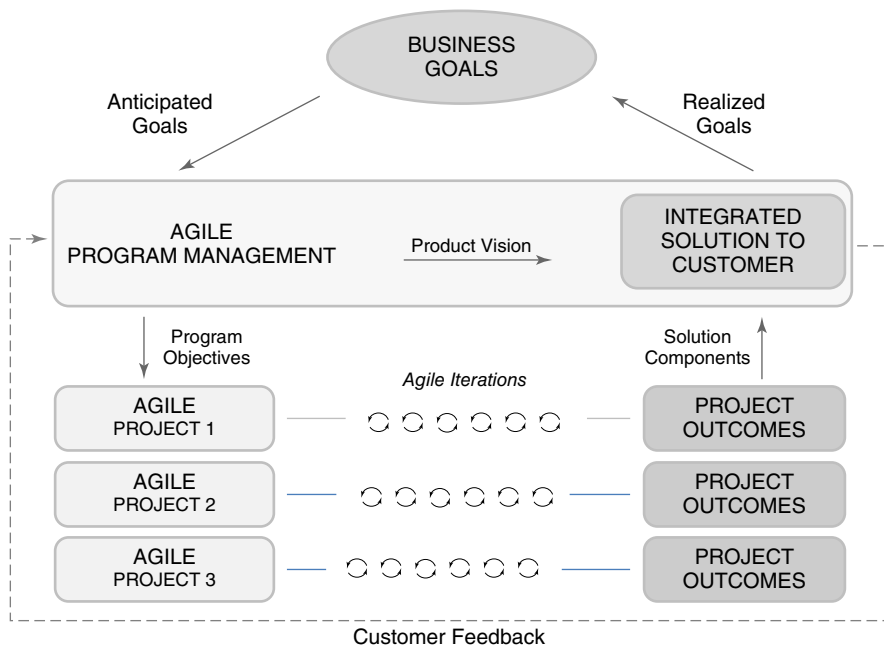 BUSINESS
GOALS
Anticipated
Goals
Realized
Goals
AGILE
PROGRAM MANAGEMENT
Product Vision
INTEGRATED
SOLUTION TO
CUSTOMER
Program
Objectives
Solution
Components
Agile Iterations
AGILE
PROJECT 1
PROJECT
OUTCOMES
AGILE
PROJECT 2
PROJECT
OUTCOMES
AGILE
PROJECT 3
PROJECT
OUTCOMES
Customer Feedback